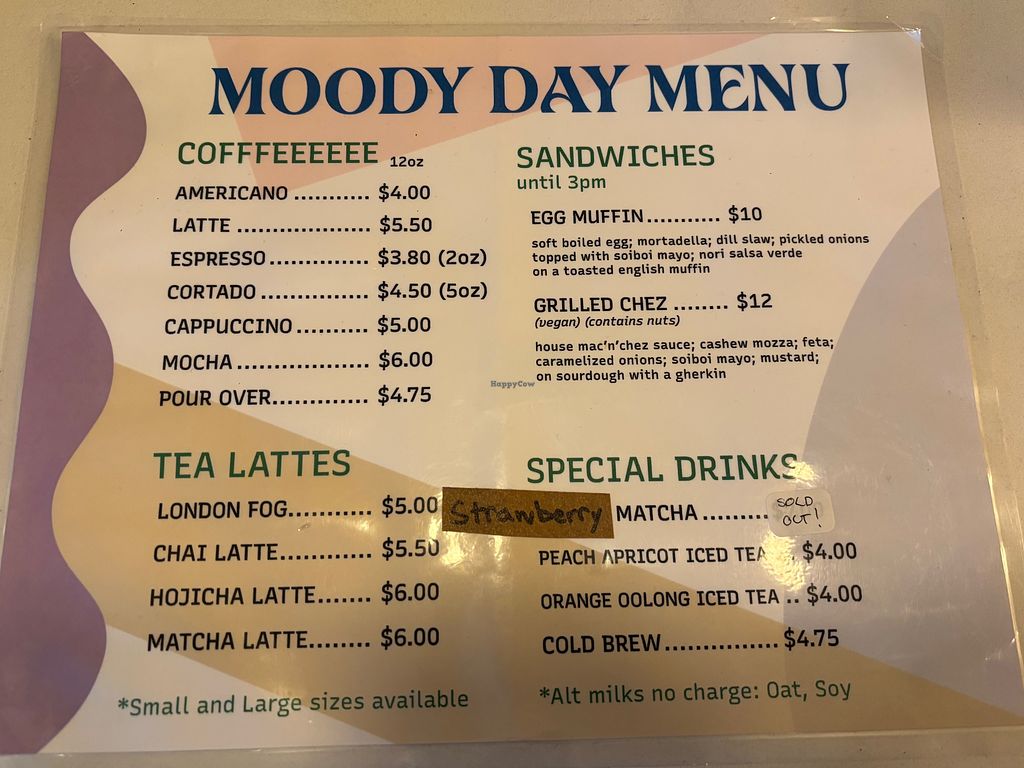 MOODY DAY MENU
COFFFEEEEEE 12oz
AMERICANO ........... $4.00
LATTE ................... $5.50
ESPRESSO.............. $3.80 (2oz)
CORTADO ............... $4.50 (5oz)
CAPPUCCINO.......... $5.00
MOCHA................... $6.00
POUR OVER............. $4.75
TEA LATTES
LONDON FOG........... $5.00
CHAI LATTE............ $5.50
HOJICHA LATTE....... $6.00
MATCHA LATTE........ $6.00
*Small and Large sizes available
SANDWICHES
until 3pm
EGG MUFFIN........... $10
soft boiled egg; mortadella; dill slaw; pickled onions
topped with soiboi mayo; nori salsa verde
on a toasted english muffin
GRILLED CHEZ ........ $12
(vegan) (contains nuts)
house mac'n'chez sauce; cashew mozza; feta;
caramelized onions; soiboi mayo; mustard;
on sourdough with a gherkin
HappyCow
SPECIAL DRINKS
Strawberry MATCHA ......... SOLD OUT!
PEACH APRICOT ICED TEA .. $4.00
ORANGE OOLONG ICED TEA .. $4.00
COLD BREW............... $4.75
*Alt milks no charge: Oat, Soy